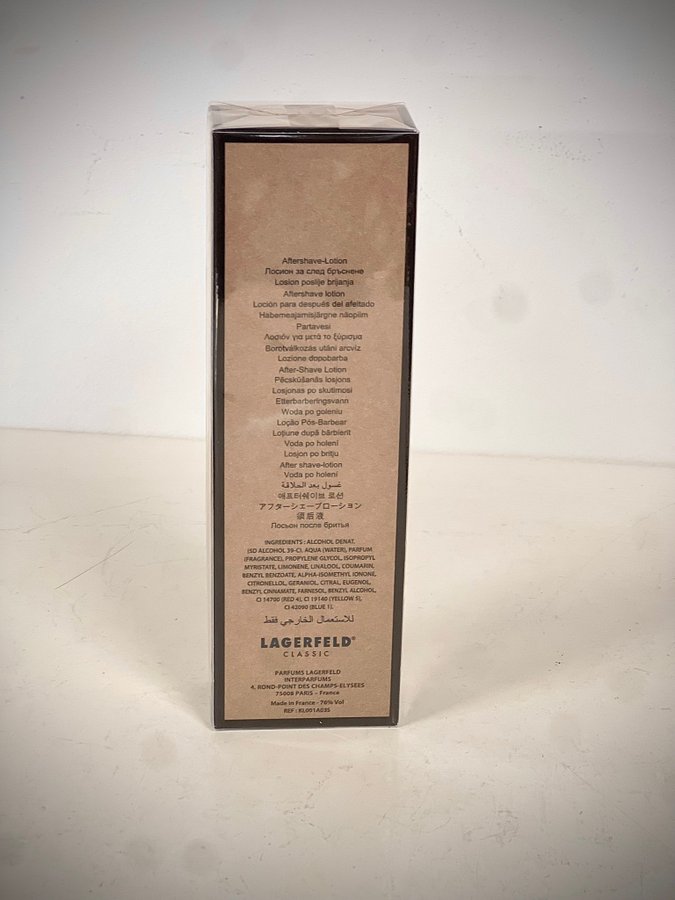 Aftershave-Lotion
Лосион за след бръснене
Losion poslije brijanja
Aftershave lotion
Loción para después del afeitado
Habemeajamisjärgne näopiim
Partavesi
Λοσιόν για μετά το ξύρισμα
Borotválkozás utáni arcvíz
Lozione dopobarba
After-Shave Lotion
Pēcskūšanās losjons
Losjonas po skutimosi
Etterbarberingsvann
Woda po goleniu
Loção Pós-Barbear
Loţiune după bărbierit
Voda po holení
Losjon po britju
After shave-lotion
Voda po holení
غسول بعد الحلاقة
애프터쉐이브 로션
アフターシェーブローション
须后液
Лосьон после бритья
INGREDIENTS : ALCOHOL DENAT.
(SD ALCOHOL 39-C). AQUA (WATER), PARFUM
(FRAGRANCE), PROPYLENE GLYCOL, ISOPROPYL
MYRISTATE, LIMONENE, LINALOOL, COUMARIN,
BENZYL BENZOATE, ALPHA-ISOMETHYL IONONE,
CITRONELLOL, GERANIOL, CITRAL, EUGENOL,
BENZYL CINNAMATE, FARNESOL, BENZYL ALCOHOL,
CI 14700 (RED 4), CI 19140 (YELLOW 5),
CI 42090 (BLUE 1).
للاستعمال الخارجي فقط
LAGERFELD®
CLASSIC
PARFUMS LAGERFELD
INTERPARFUMS
4, ROND-POINT DES CHAMPS-ELYSEES
75008 PARIS – France
Made in France - 76% Vol
REF : KL001A03S